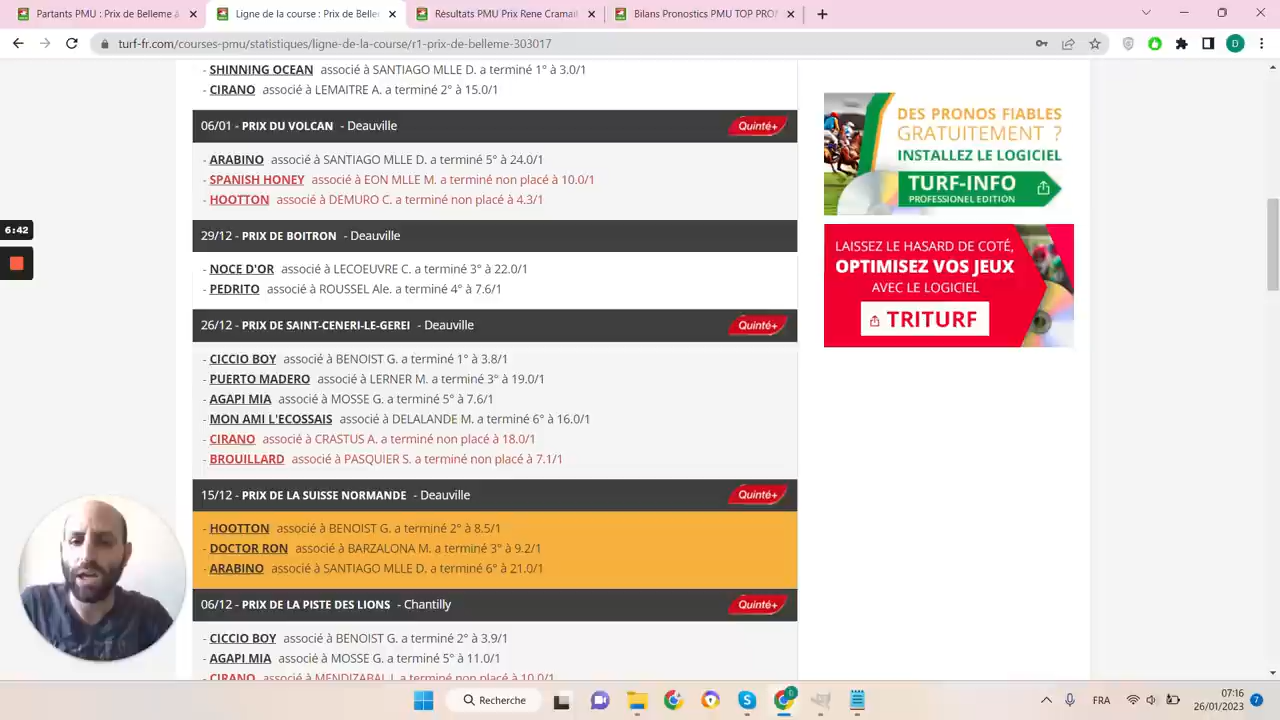 Turf : Prix de Belleme
Ligne de la course : Prix de Belle
Pronostics PMU Lexie Camail
Bilans Pronostics PMU TOP PRO
turf-fr.com/courses-pmu/statistiques/ligne-de-la-course/r1-prix-de-belleme-303017
D
- SHINNING OCEAN associé à SANTIAGO MLLE D. a terminé 1° à 3.0/1
- CIRANO associé à LEMAITRE A. a terminé 2° à 15.0/1
06/01 - PRIX DU VOLCAN - Deauville
Quinté+
- ARABINO associé à SANTIAGO MLLE D. a terminé 5° à 24.0/1
- SPANISH HONEY associé à EON MLLE M. a terminé non placé à 10.0/1
- HOOTTON associé à DEMURO C. a terminé non placé à 4.3/1
29/12 - PRIX DE BOITRON - Deauville
- NOCE D'OR associé à LECOEUVRE C. a terminé 3° à 22.0/1
- PEDRITO associé à ROUSSEL Ale. a terminé 4° à 7.6/1
26/12 - PRIX DE SAINT-CENERI-LE-GEREI - Deauville
Quinté+
- CICCIO BOY associé à BENOIST G. a terminé 1° à 3.8/1
- PUERTO MADERO associé à LERNER M. a terminé 3° à 19.0/1
- AGAPI MIA associé à MOSSE G. a terminé 5° à 7.6/1
- MON AMI L'ECOSSAIS associé à DELALANDE M. a terminé 6° à 16.0/1
- CIRANO associé à CRASTUS A. a terminé non placé à 18.0/1
- BROUILLARD associé à PASQUIER S. a terminé non placé à 7.1/1
15/12 - PRIX DE LA SUISSE NORMANDE - Deauville
Quinté+
- HOOTTON associé à BENOIST G. a terminé 2° à 8.5/1
- DOCTOR RON associé à BARZALONA M. a terminé 3° à 9.2/1
- ARABINO associé à SANTIAGO MLLE D. a terminé 6° à 21.0/1
06/12 - PRIX DE LA PISTE DES LIONS - Chantilly
Quinté+
- CICCIO BOY associé à BENOIST G. a terminé 2° à 3.9/1
- AGAPI MIA associé à MOSSE G. a terminé 5° à 11.0/1
- CIRANO associé à MENDIZABAL I. a terminé non placé à 10.0/1
DES PRONOS FIABLES
GRATUITEMENT ?
INSTALLEZ LE LOGICIEL
TURF-INFO
PROFESSIONEL EDITION
LAISSEZ LE HASARD DE COTÉ,
OPTIMISEZ VOS JEUX
AVEC LE LOGICIEL
TRITURF
6:42
Recherche
FRA
07:16
26/01/2023